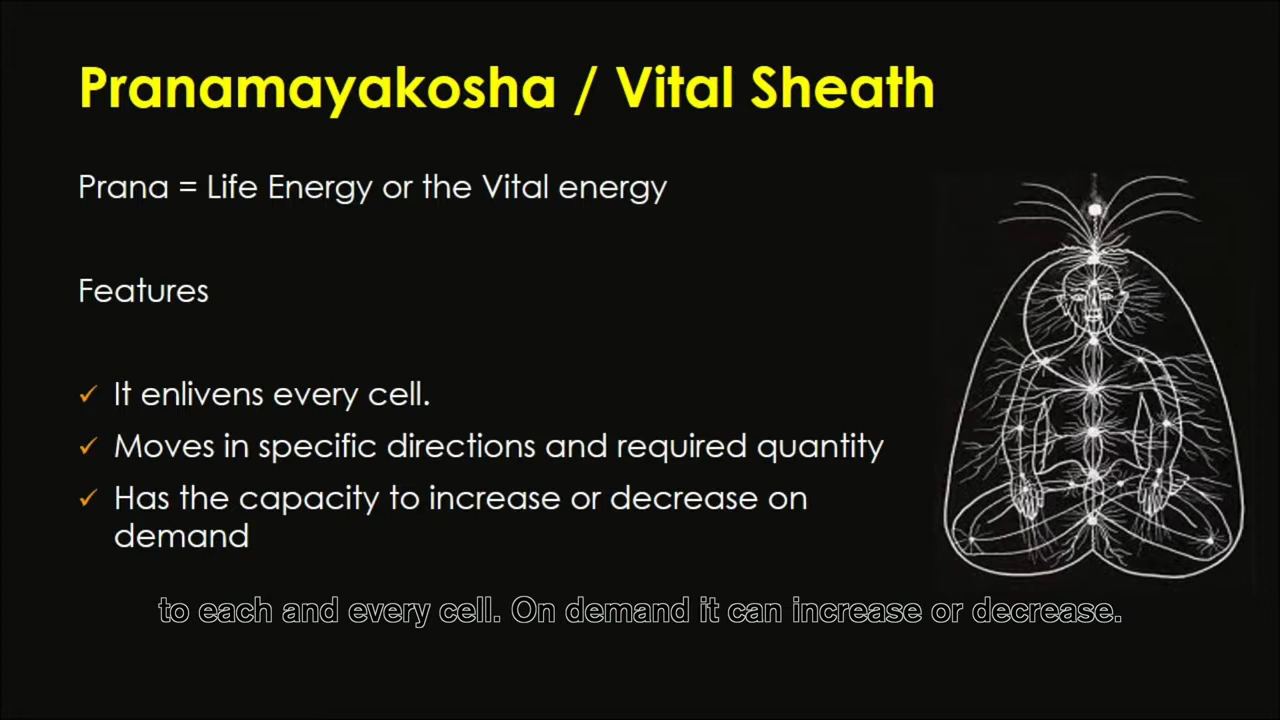 Pranamayakosha / Vital Sheath
Prana = Life Energy or the Vital energy
Features
✓ It enlivens every cell.
✓ Moves in specific directions and required quantity
✓ Has the capacity to increase or decrease on
demand
to each and every cell. On demand it can increase or decrease.